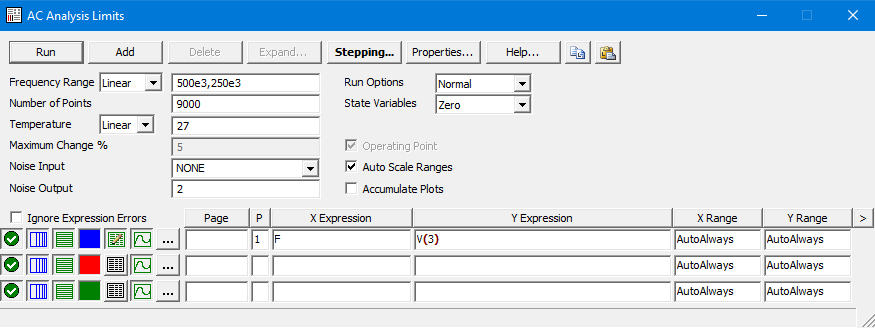 AC Analysis Limits
Run Add Delete Expand... Stepping... Properties... Help...
Frequency Range Linear 500e3,250e3 Run Options Normal
Number of Points 9000 State Variables Zero
Temperature Linear 27
Maximum Change % 5 Operating Point
Noise Input NONE Auto Scale Ranges
Noise Output 2 Accumulate Plots
Ignore Expression Errors Page P X Expression Y Expression X Range Y Range >
... 1 F V(3) AutoAlways AutoAlways
... AutoAlways AutoAlways
... AutoAlways AutoAlways